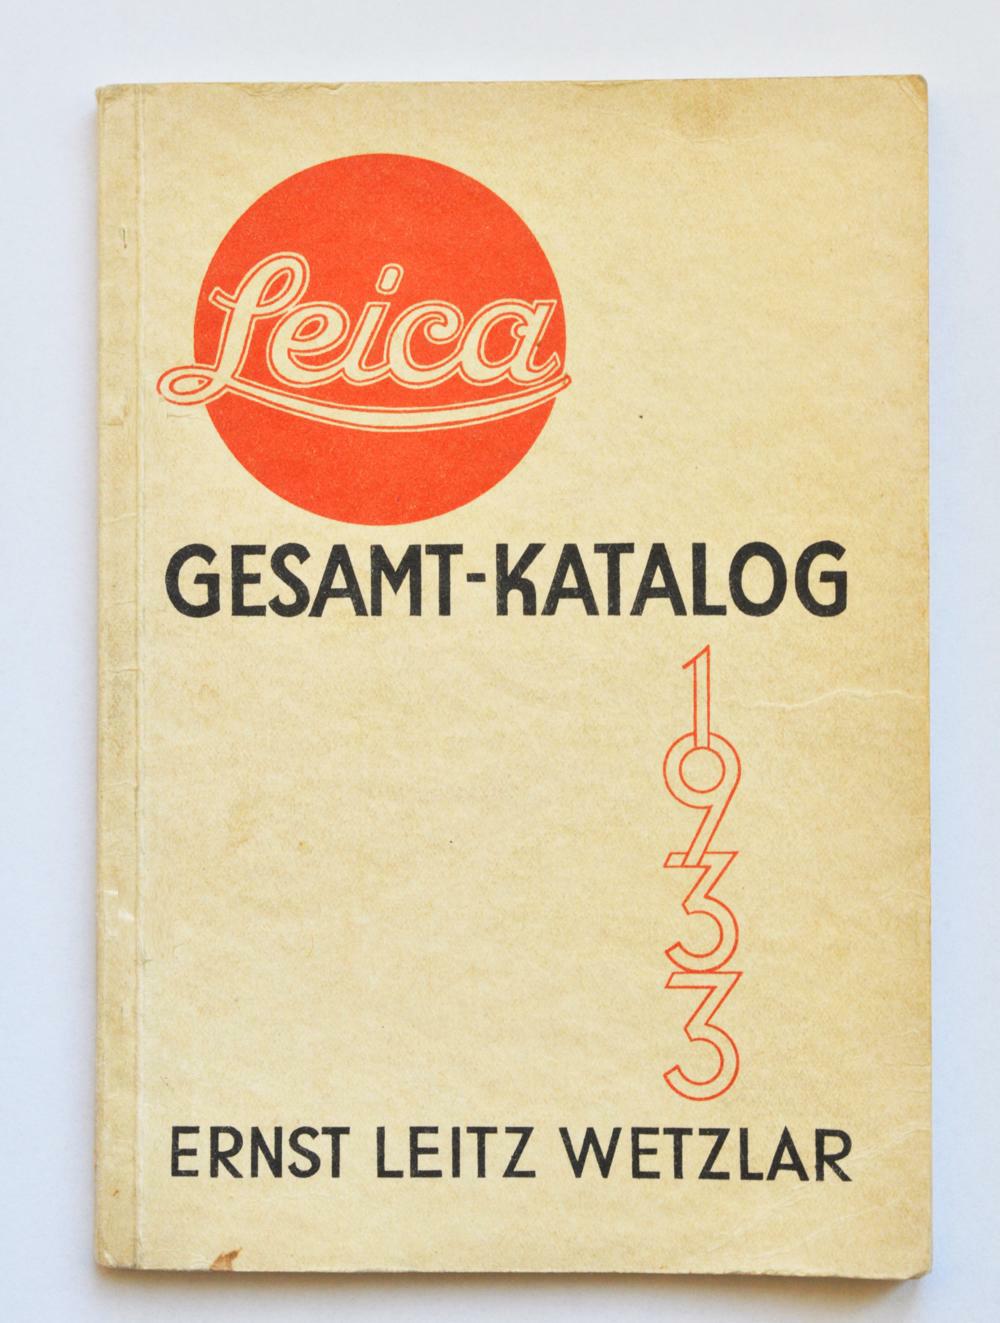 Leica
GESAMT-KATALOG
1933
ERNST LEITZ WETZLAR